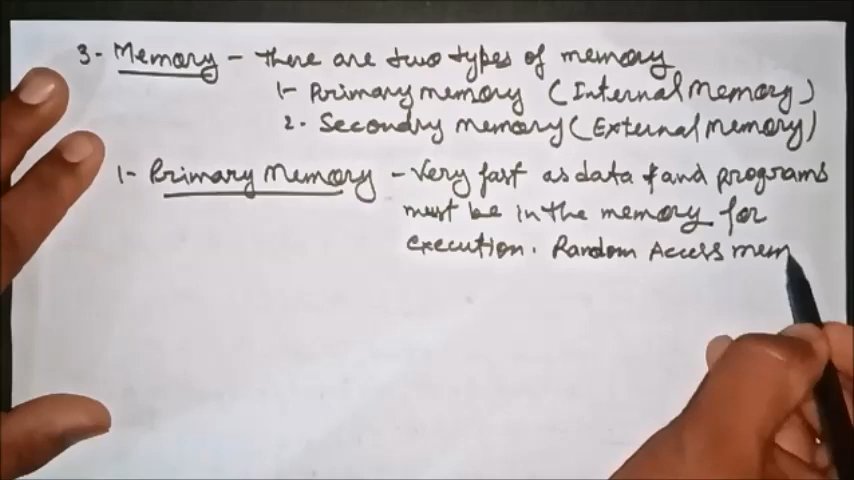 3- Memory - There are two types of memory
1- Primary memory (Internal Memory)
2. Secondry memory (External Memory)
1- Primary Memory - Very fast as data & and programs
must be in the memory for
execution. Random Access mem